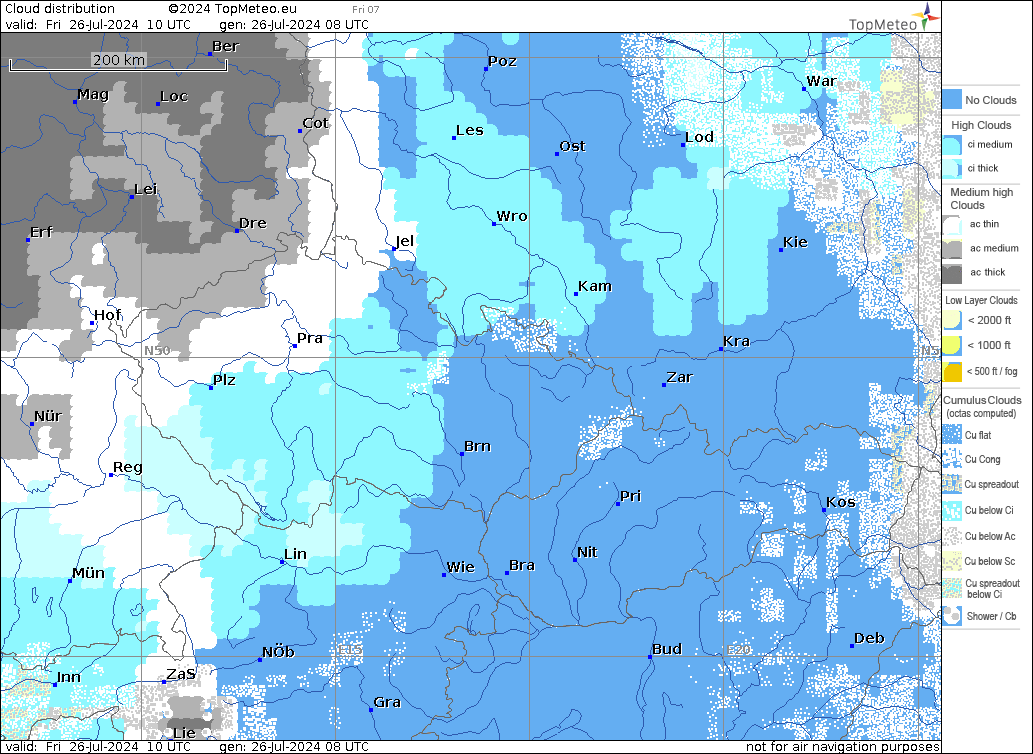 Cloud distribution ©2024 TopMeteo.eu Fri 07
valid: Fri 26-Jul-2024 10 UTC gen: 26-Jul-2024 08 UTC
TopMeteo
200 km
Ber
Poz
War
Mag
Loc
Cot
Les
Ost
Lod
Lei
Dre
Wro
Erf
Jel
Kie
Kam
Hof
Pra
Kra
N50
N5
Plz
Zar
Nür
Brn
Reg
Pri
Kos
Lin
Nit
Mün
Wie
Bra
Deb
NÖb
E15
Bud
E20
Inn
ZaS
Gra
Lie
No Clouds
High Clouds
ci medium
ci thick
Medium high
Clouds
ac thin
ac medium
ac thick
Low Layer Clouds
< 2000 ft
< 1000 ft
< 500 ft / fog
Cumulus Clouds
(octas computed)
Cu flat
Cu Cong
Cu spreadout
Cu below Ci
Cu below Ac
Cu below Sc
Cu spreadout
below Ci
Shower / Cb
valid: Fri 26-Jul-2024 10 UTC gen: 26-Jul-2024 08 UTC
not for air navigation purposes